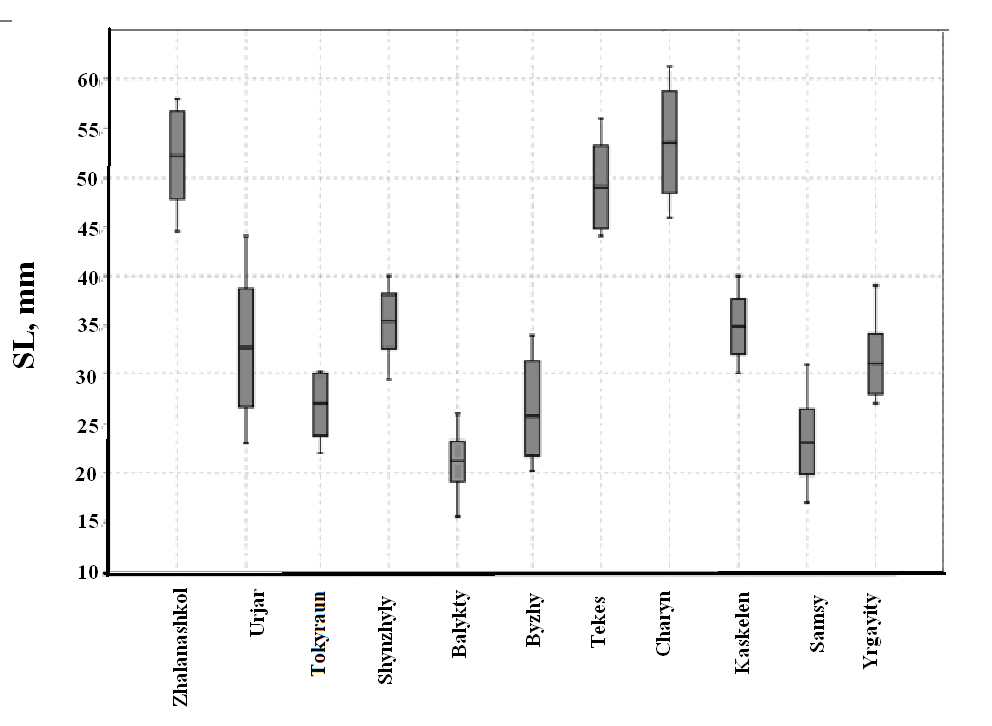 SL, mm
60
55
50
45
40
35
30
25
20
15
10
Zhalanashkol
Urjar
Tokyraun
Shynzhyly
Balykty
Byzhy
Tekes
Charyn
Kaskelen
Samsy
Yrgayity